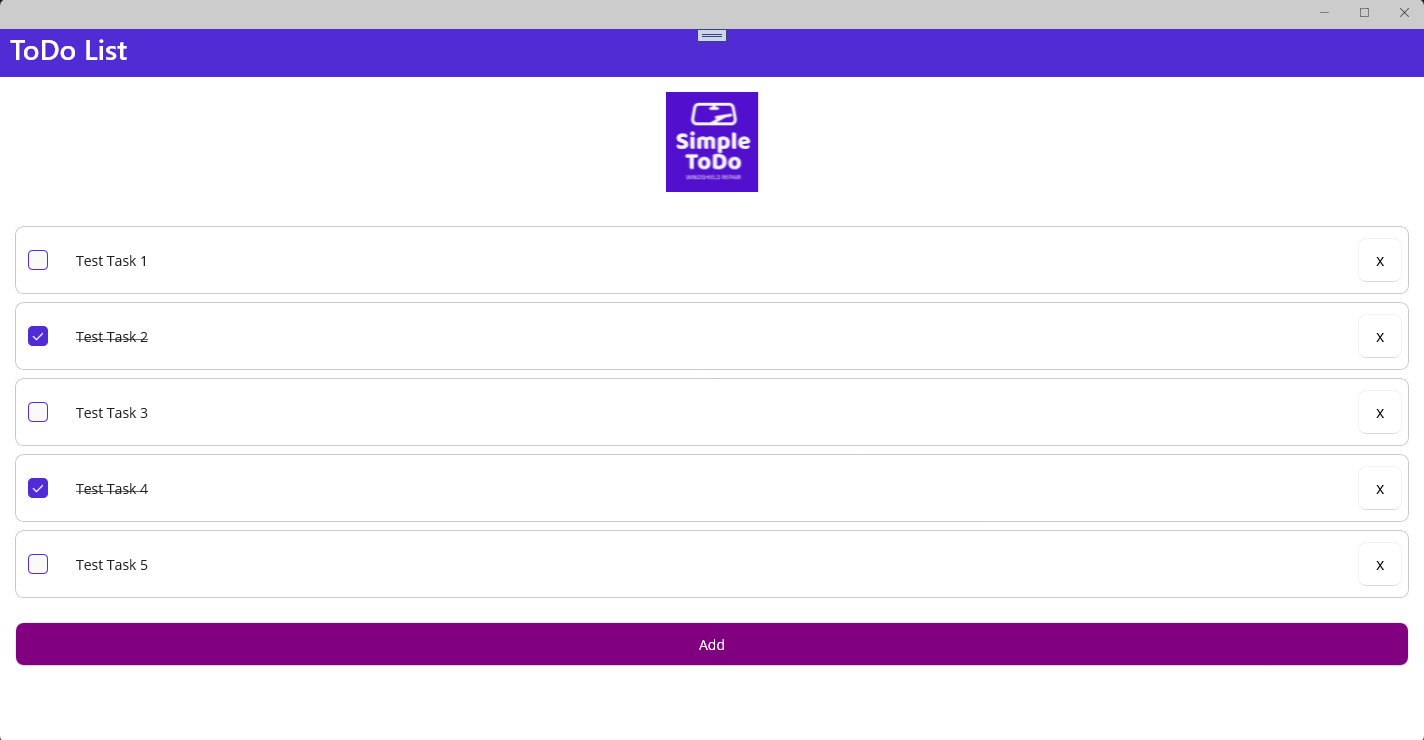 ToDo List
Simple
ToDo
WINDSHIELD REPAIR
Test Task 1
x
Test Task 2
x
Test Task 3
x
Test Task 4
x
Test Task 5
x
Add